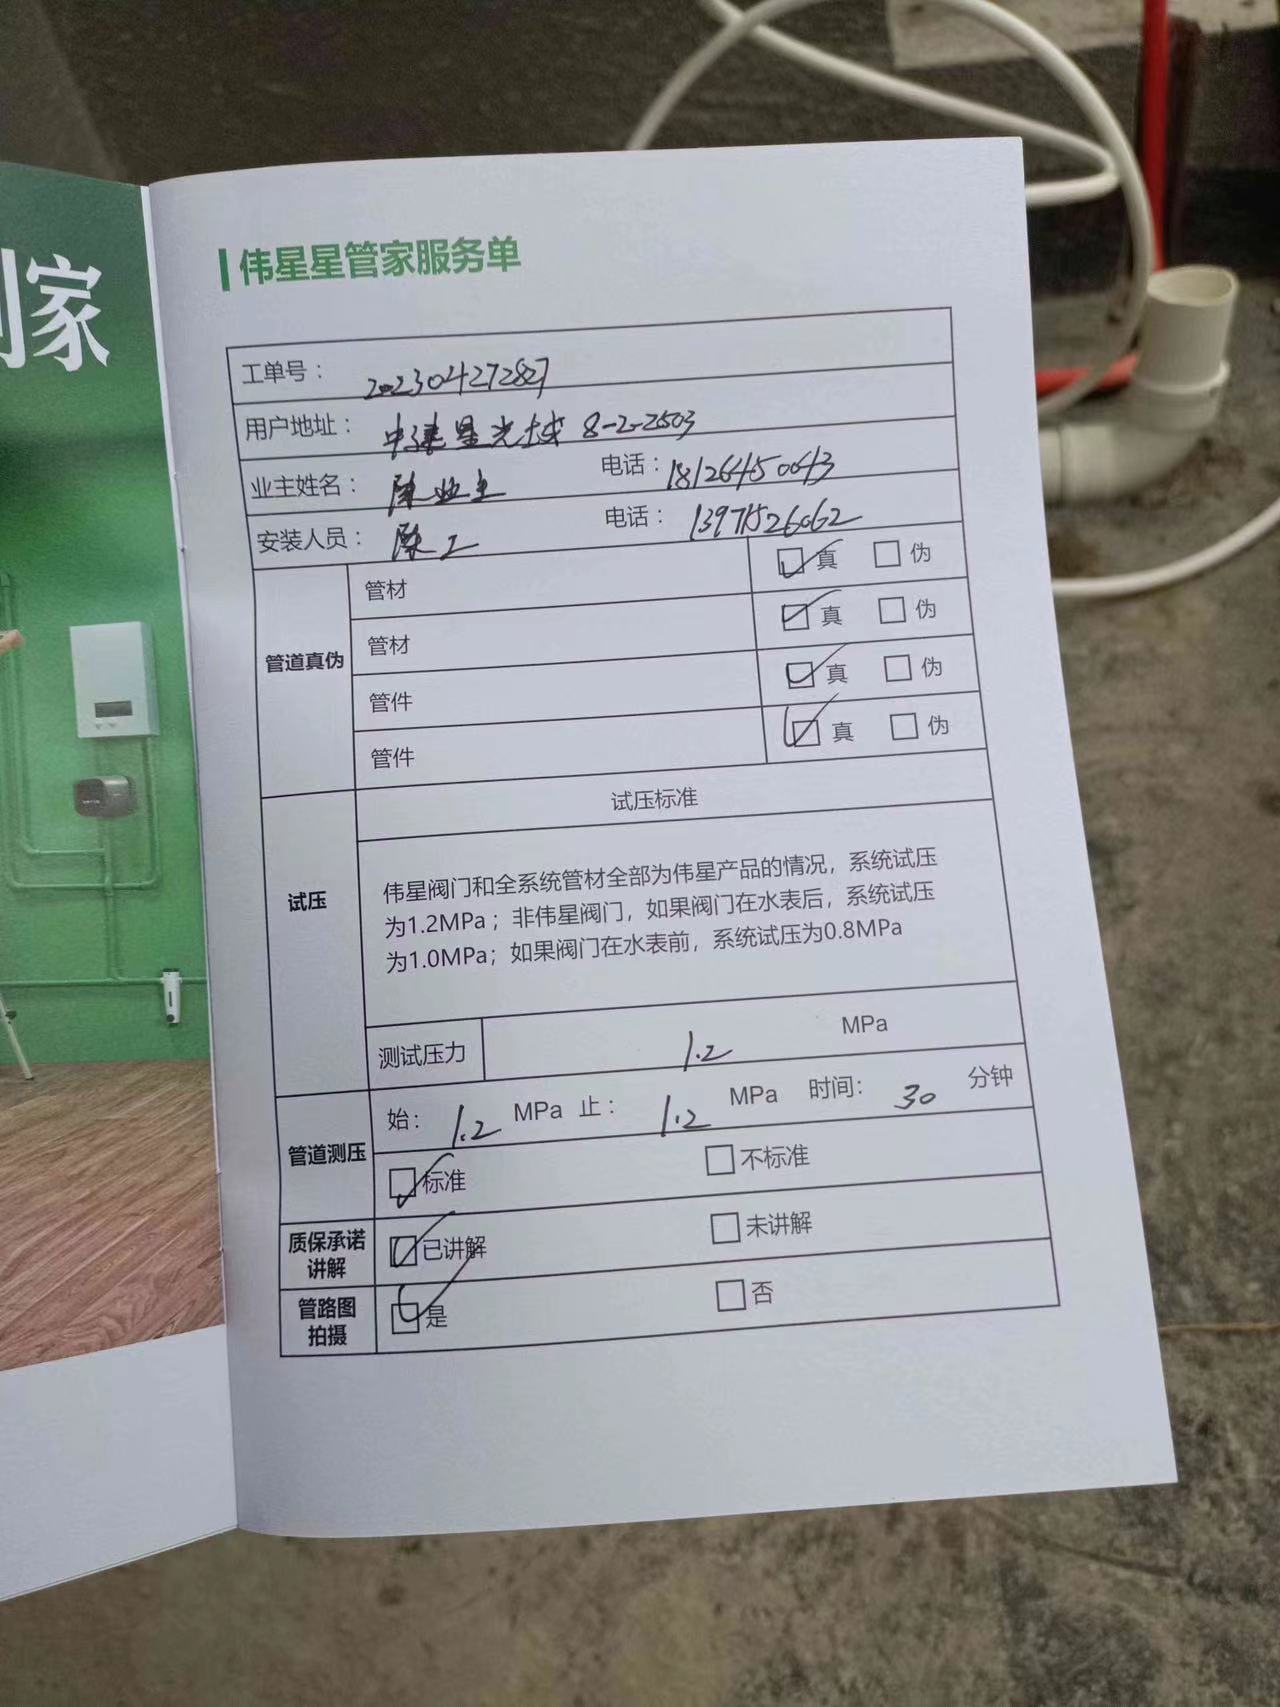 到家
伟星星管家服务单
工单号： 202304272827
用户地址： 中建星光城 8-2-2503
业主姓名： 陈业主 电话：18126450643
安装人员： 陈工 电话： 13971526062
管道真伪
管材 真 伪
管材 真 伪
管件 真 伪
管件 真 伪
试压
试压标准
伟星阀门和全系统管材全部为伟星产品的情况，系统试压
为1.2MPa；非伟星阀门，如果阀门在水表后，系统试压
为1.0MPa；如果阀门在水表前，系统试压为0.8MPa
测试压力 1.2 MPa
管道测压
始： 1.2 MPa 止： 1.2 MPa 时间： 30 分钟
标准 不标准
质保承诺
讲解
已讲解 未讲解
管路图
拍摄
是 否